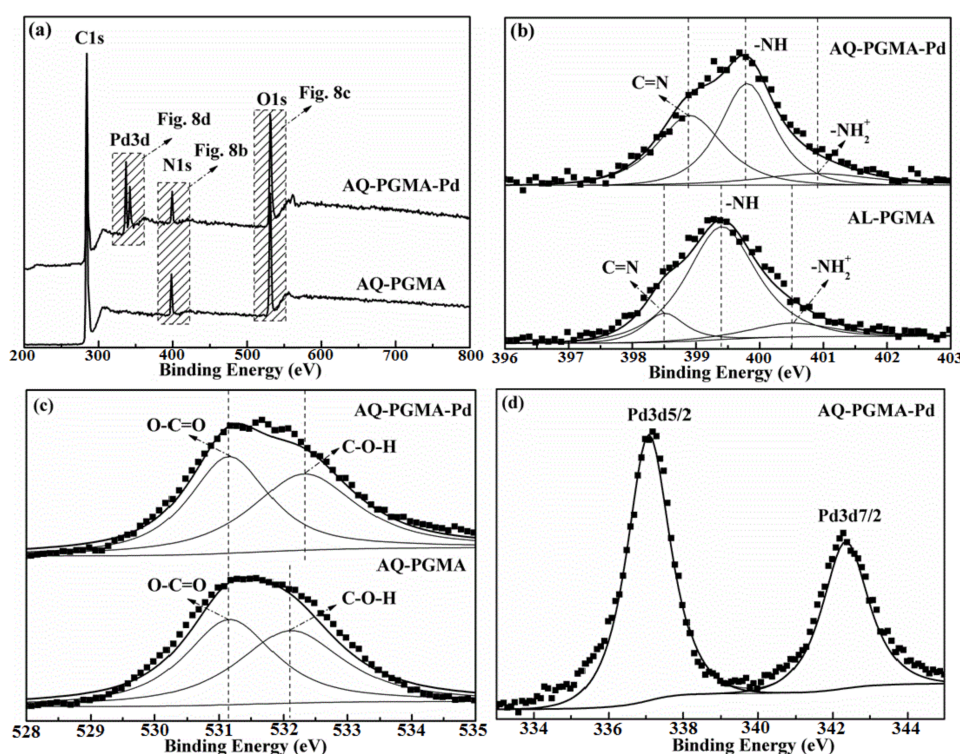 (a)
C1s
Fig. 8d
Pd3d
N1s
Fig. 8b
O1s
Fig. 8c
AQ-PGMA-Pd
AQ-PGMA
200 300 400 500 600 700 800
Binding Energy (eV)
(b)
-NH
AQ-PGMA-Pd
C=N
-NH₂⁺
-NH
AL-PGMA
C=N
-NH₂⁺
396 397 398 399 400 401 402 403
Binding Energy (eV)
(c)
AQ-PGMA-Pd
O-C=O
C-O-H
AQ-PGMA
O-C=O
C-O-H
528 529 530 531 532 533 534 535
Binding Energy (eV)
(d)
AQ-PGMA-Pd
Pd3d5/2
Pd3d7/2
334 336 338 340 342 344
Binding Energy (eV)